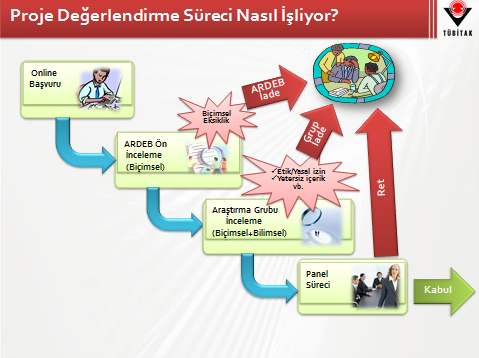 Proje Değerlendirme Süreci Nasıl İşliyor?
TÜBİTAK
Online
Başvuru
ARDEB
İade
Biçimsel
Eksiklik
Grup
İade
ARDEB Ön
İnceleme
(Biçimsel)
✓Etik/Yasal izin
✓Yetersiz içerik
vb.
Ret
Araştırma Grubu
İnceleme
(Biçimsel+Bilimsel)
Panel
Süreci
Kabul